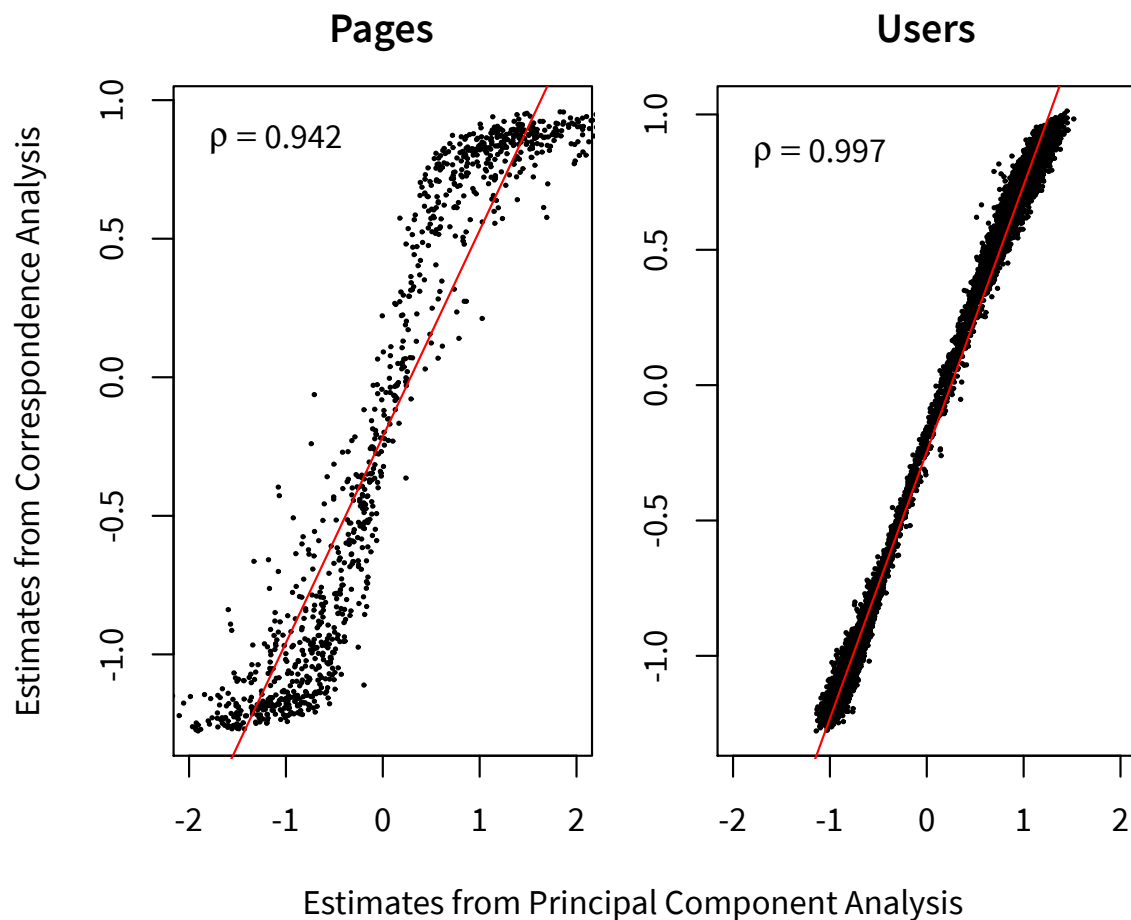 Pages
Users
Estimates from Correspondence Analysis
1.0
0.5
0.0
-0.5
-1.0
ρ = 0.942
-2 -1 0 1 2
1.0
0.5
0.0
-0.5
-1.0
ρ = 0.997
-2 -1 0 1 2
Estimates from Principal Component Analysis